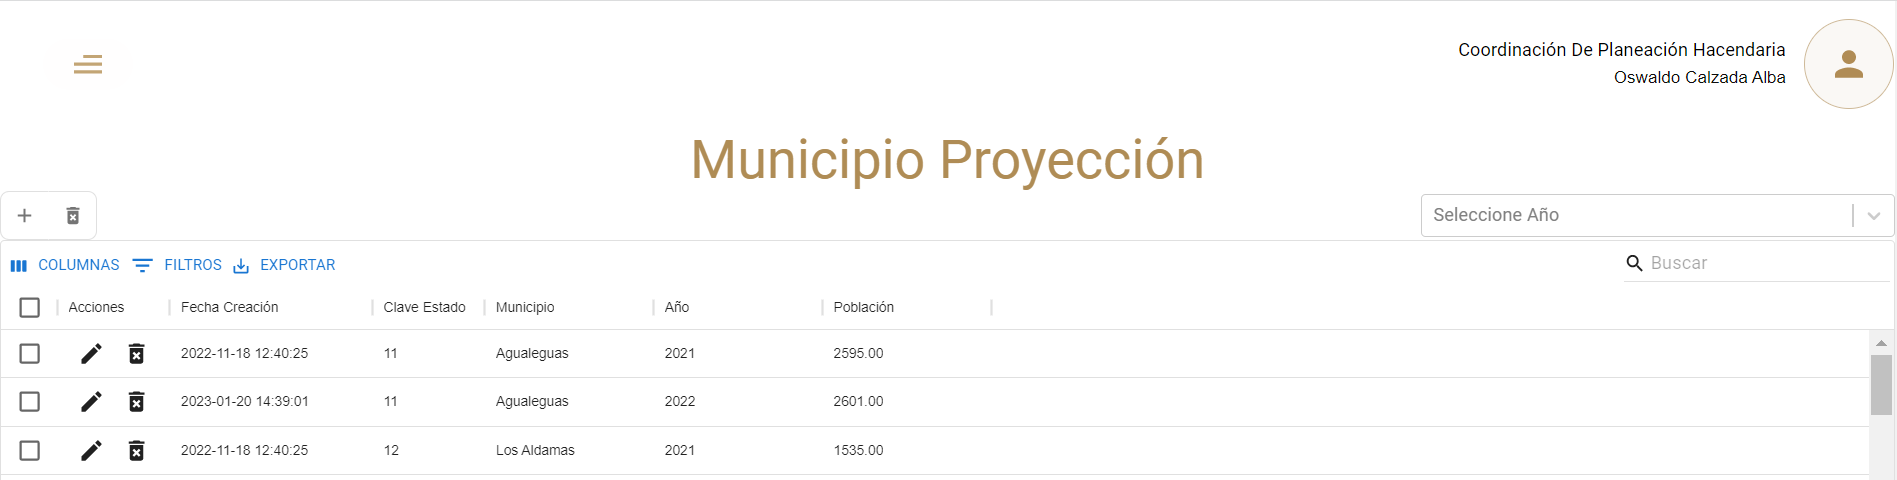 Coordinación De Planeación Hacendaria
Oswaldo Calzada Alba
Municipio Proyección
Seleccione Año
COLUMNAS FILTROS EXPORTAR Buscar
Acciones Fecha Creación Clave Estado Municipio Año Población
2022-11-18 12:40:25 11 Agualeguas 2021 2595.00
2023-01-20 14:39:01 11 Agualeguas 2022 2601.00
2022-11-18 12:40:25 12 Los Aldamas 2021 1535.00